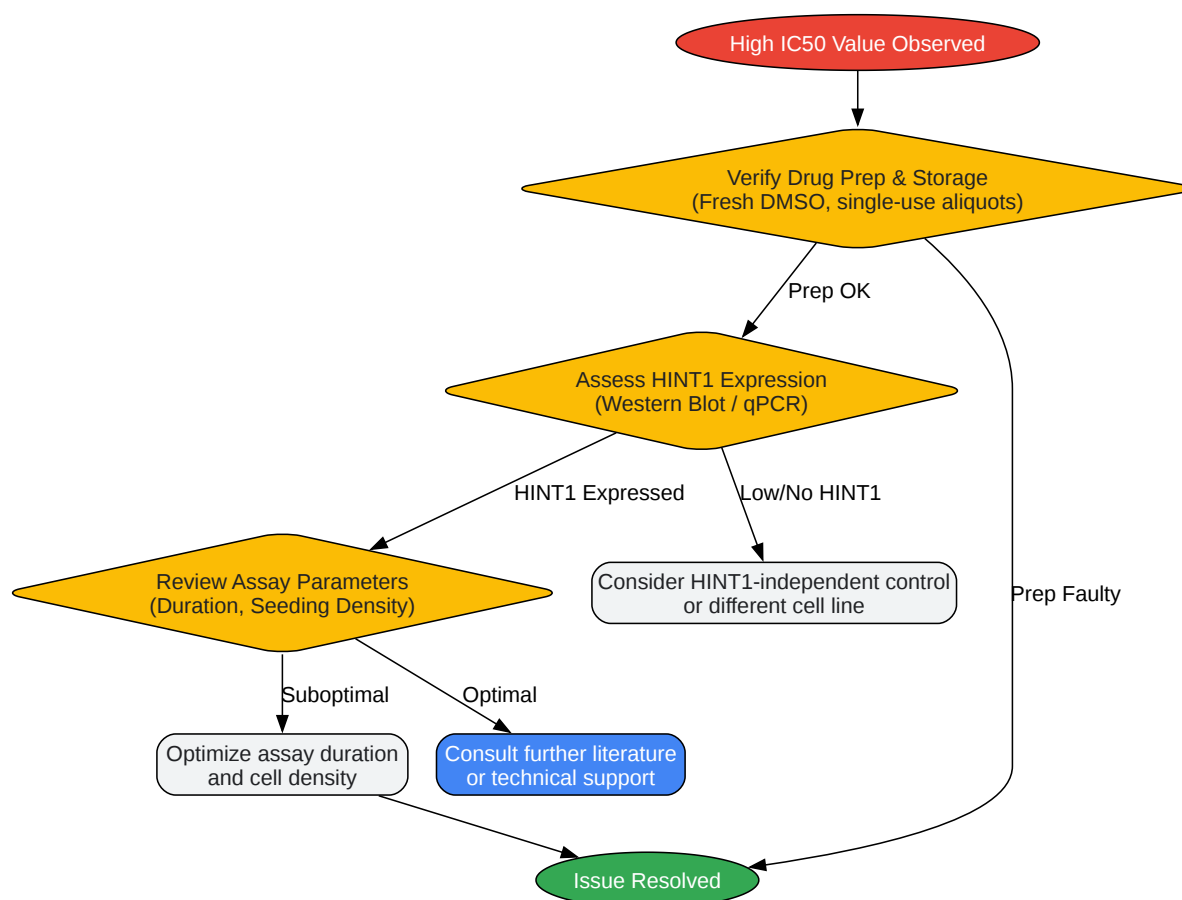 High IC50 Value Observed
Verify Drug Prep & Storage
(Fresh DMSO, single-use aliquots)
Prep OK
Assess HINT1 Expression
(Western Blot / qPCR)
HINT1 Expressed
Low/No HINT1
Review Assay Parameters
(Duration, Seeding Density)
Consider HINT1-independent control
or different cell line
Prep Faulty
Suboptimal
Optimal
Optimize assay duration
and cell density
Consult further literature
or technical support
Issue Resolved